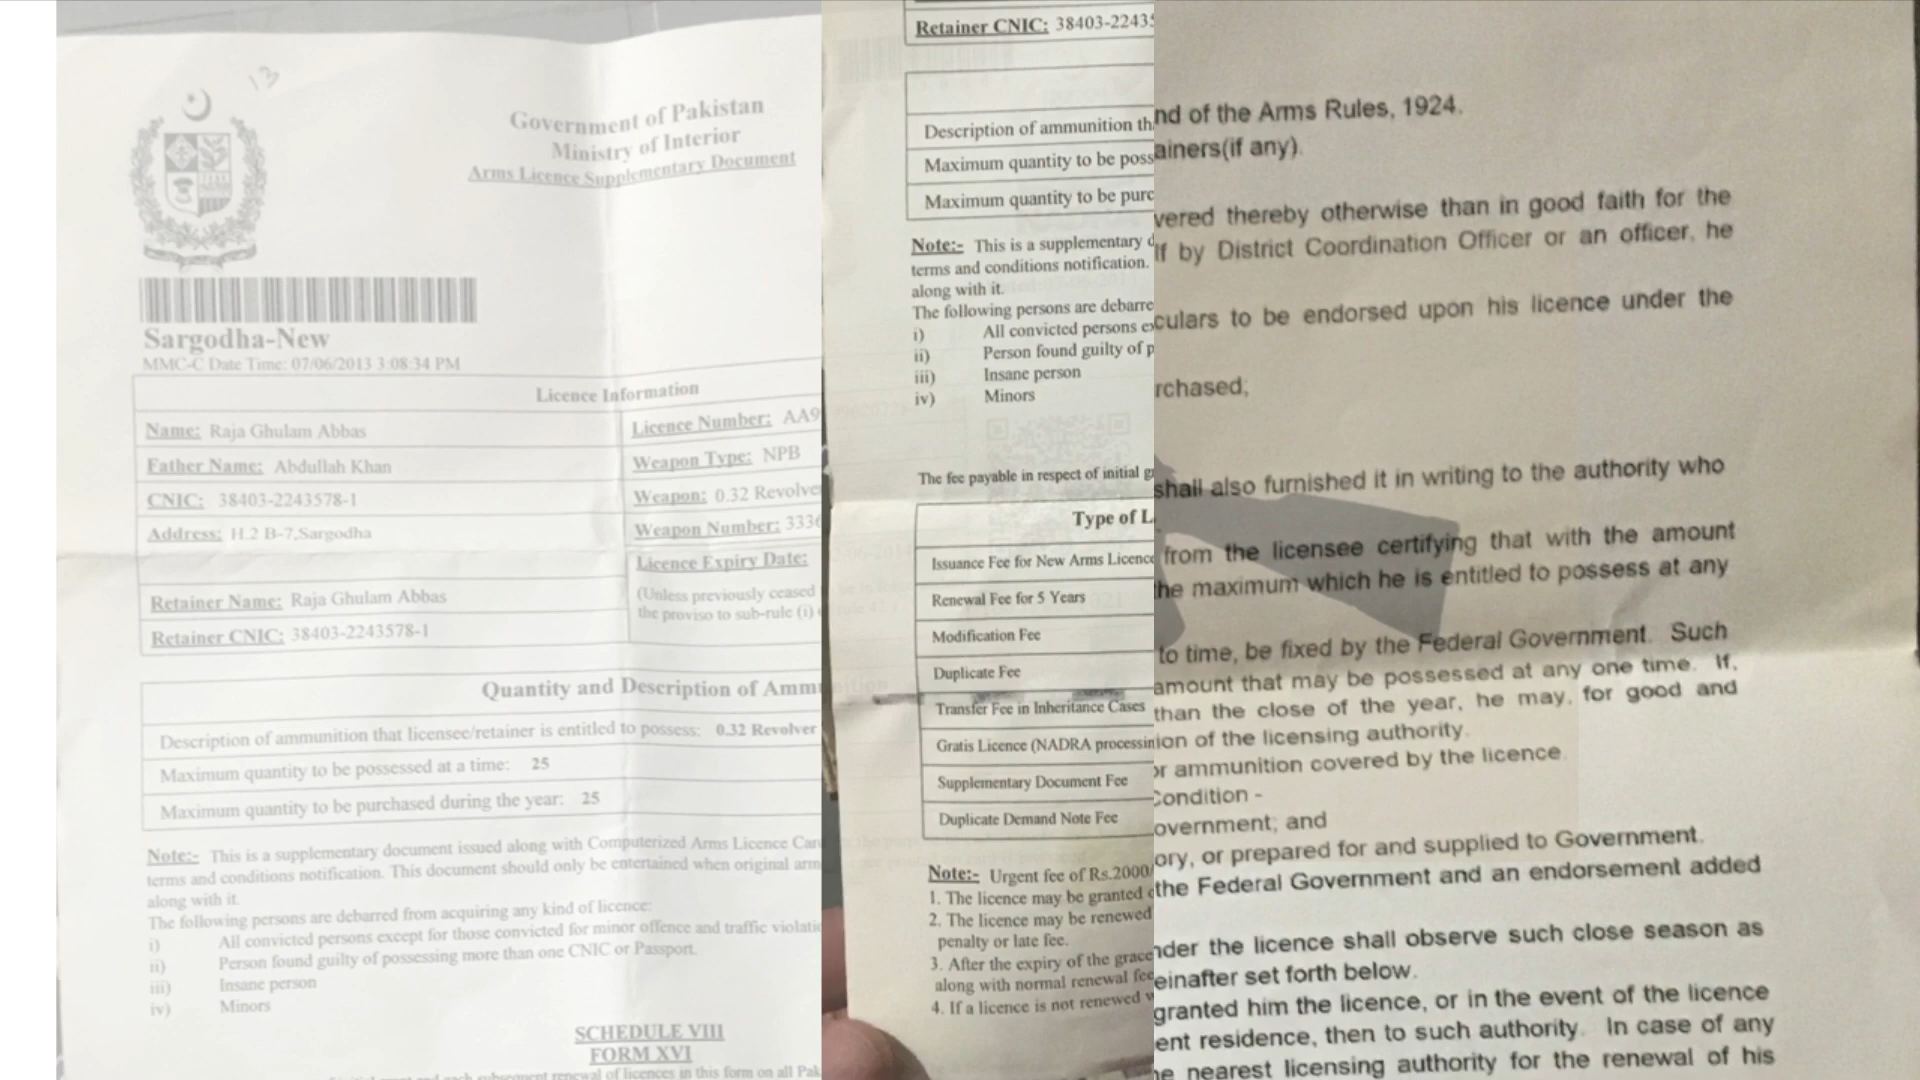 13
Government of Pakistan
Ministry of Interior
Arms Licence Supplementary Document
Sargodha-New
MMC-C Date Time: 07/06/2013 3:08:34 PM
Licence Information
Name: Raja Ghulam Abbas
Father Name: Abdullah Khan
CNIC: 38403-2243578-1
Address: H.2 B-7,Sargodha
Licence Number: AA9
Weapon Type: NPB
Weapon: 0.32 Revolve
Weapon Number: 333
Licence Expiry Date:
(Unless previously ceased
the proviso to sub-rule (i)
Retainer Name: Raja Ghulam Abbas
Retainer CNIC: 38403-2243578-1
Quantity and Description of Amm
Description of ammunition that licensee/retainer is entitled to possess: 0.32 Revolver
Maximum quantity to be possessed at a time: 25
Maximum quantity to be purchased during the year: 25
Note:- This is a supplementary document issued along with Computerized Arms Licence Car
terms and conditions notification. This document should only be entertained when original arm
along with it.
The following persons are debarred from acquiring any kind of licence:
i) All convicted persons except for those convicted for minor offence and traffic violati
ii) Person found guilty of possessing more than one CNIC or Passport.
iii) Insane person
iv) Minors
SCHEDULE VIII
FORM XVI
subsequent renewal of licences in this form on all Pak
Retainer CNIC: 38403-2243
Description of ammunition th
Maximum quantity to be poss
Maximum quantity to be purc
Note:- This is a supplementary d
terms and conditions notification.
along with it.
The following persons are debarre
i) All convicted persons ex
ii) Person found guilty of p
iii) Insane person
iv) Minors
The fee payable in respect of initial g
Type of L
Issuance Fee for New Arms Licence
Renewal Fee for 5 Years
Modification Fee
Duplicate Fee
Transfer Fee in Inheritance Cases
Gratis Licence (NADRA processin
Supplementary Document Fee
Duplicate Demand Note Fee
Note:- Urgent fee of Rs.2000/
1. The licence may be granted
2. The licence may be renewed
penalty or late fee.
3. After the expiry of the grace
along with normal renewal fee
4. If a licence is not renewed w
nd of the Arms Rules, 1924.
ainers(if any).
vered thereby otherwise than in good faith for the
lf by District Coordination Officer or an officer, he
culars to be endorsed upon his licence under the
rchased;
shall also furnished it in writing to the authority who
from the licensee certifying that with the amount
he maximum which he is entitled to possess at any
to time, be fixed by the Federal Government. Such
amount that may be possessed at any one time. If,
than the close of the year, he may, for good and
ion of the licensing authority.
or ammunition covered by the licence.
Condition -
overnment; and
ory, or prepared for and supplied to Government.
the Federal Government and an endorsement added
nder the licence shall observe such close season as
einafter set forth below.
granted him the licence, or in the event of the licence
ent residence, then to such authority. In case of any
he nearest licensing authority for the renewal of his